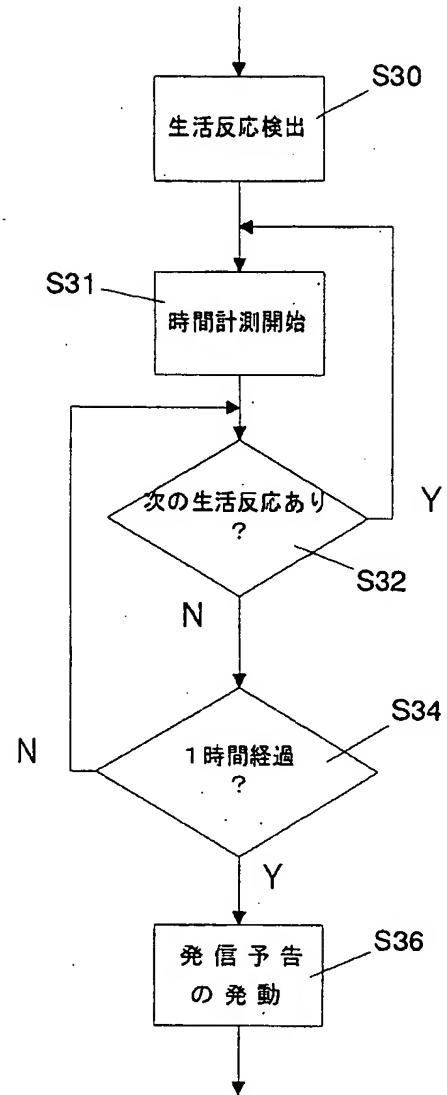 S30
生活反応検出
S31
時間計測開始
次の生活反応あり
?
Y
S32
N
S34
1時間経過
?
N
Y
S36
発信予告
の発動